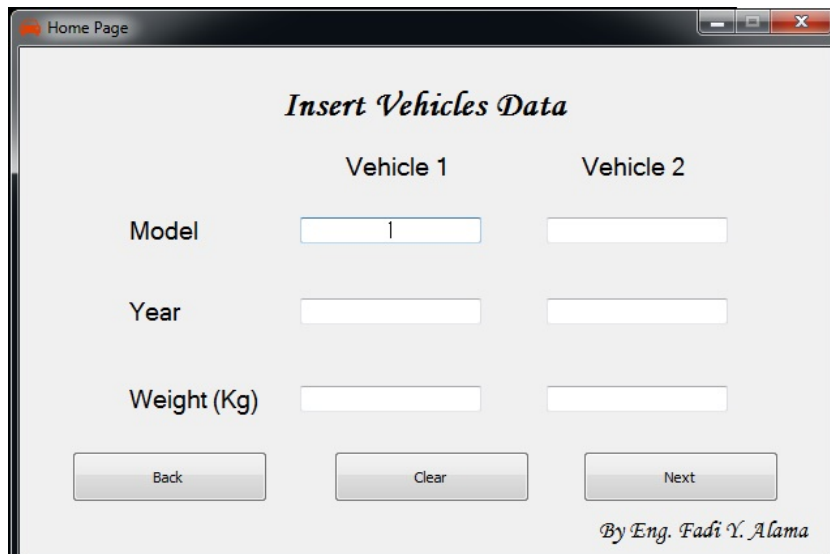 Home Page
Insert Vehicles Data
Vehicle 1 Vehicle 2
Model
Year
Weight (Kg)
Back Clear Next
By Eng. Fadi Y. Alama